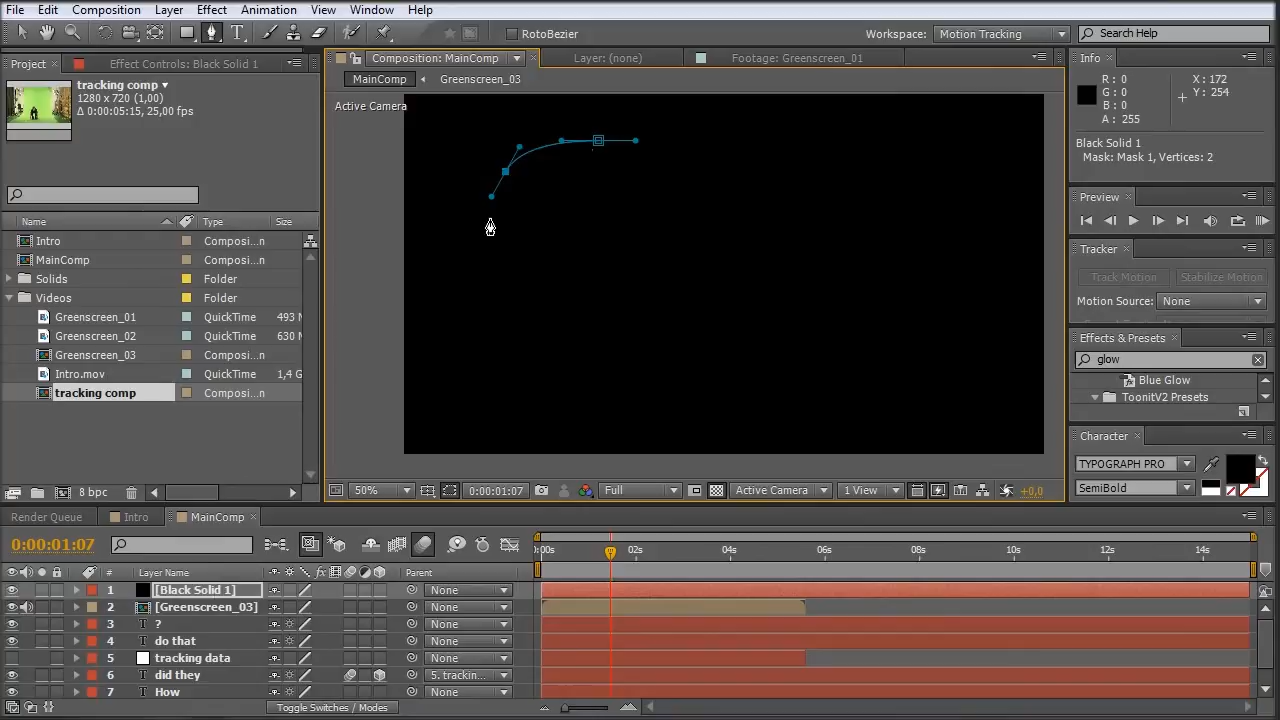 File Edit Composition Layer Effect Animation View Window Help
RotoBezier
Workspace: Motion Tracking
Search Help
Project
Effect Controls: Black Solid 1
Composition: MainComp
Layer: (none)
Footage: Greenscreen_01
Info
tracking comp
1280 x 720 (1,00)
Δ 0:00:05:15, 25,00 fps
MainComp
Greenscreen_03
Active Camera
R : 0
G : 0
B : 0
A : 255
X : 172
Y : 254
Black Solid 1
Mask: Mask 1, Vertices: 2
Preview
Tracker
Track Motion
Stabilize Motion
Motion Source: None
Effects & Presets
glow
Blue Glow
ToonitV2 Presets
Character
TYPOGRAPH PRO
SemiBold
Name Type Size
Intro Composi...n
MainComp Composi...n
Solids Folder
Videos Folder
Greenscreen_01 QuickTime 493
Greenscreen_02 QuickTime 630
Greenscreen_03 Composi...n
Intro.mov QuickTime 1,4 G
tracking comp Composi...n
8 bpc
50%
0:00:01:07
Full
Active Camera
1 View
+0,0
Render Queue
Intro
MainComp
0:00:01:07
:00s 02s 04s 06s 08s 10s 12s 14s
# Layer Name
fx
Parent
1 [Black Solid 1] None
2 [Greenscreen_03] None
3 T ? None
4 T do that None
5 tracking data None
6 T did they 5. trackin...
7 T How None
Toggle Switches / Modes